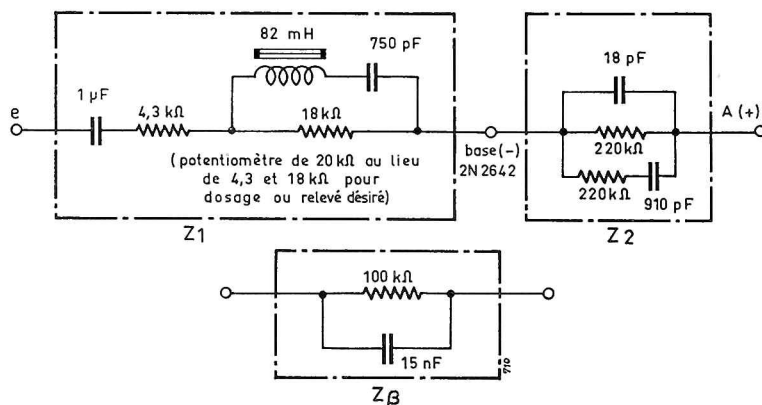 82 mH
750 pF
18 pF
1 µF
e
4,3 kΩ
18 kΩ
A (+)
220 kΩ
base (-)
2N 2642
(potentiomètre de 20 kΩ au lieu
de 4,3 et 18 kΩ pour
dosage ou relevé désiré)
220 kΩ
910 pF
Z1
Z2
100 kΩ
15 nF
710
Zβ